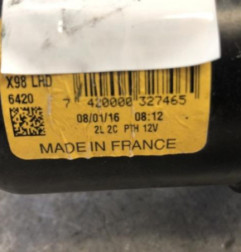 X98 LHD
6420
7 420000 327465
08/01/16 08:12
2L 2C PTH 12V
MADE IN FRANCE